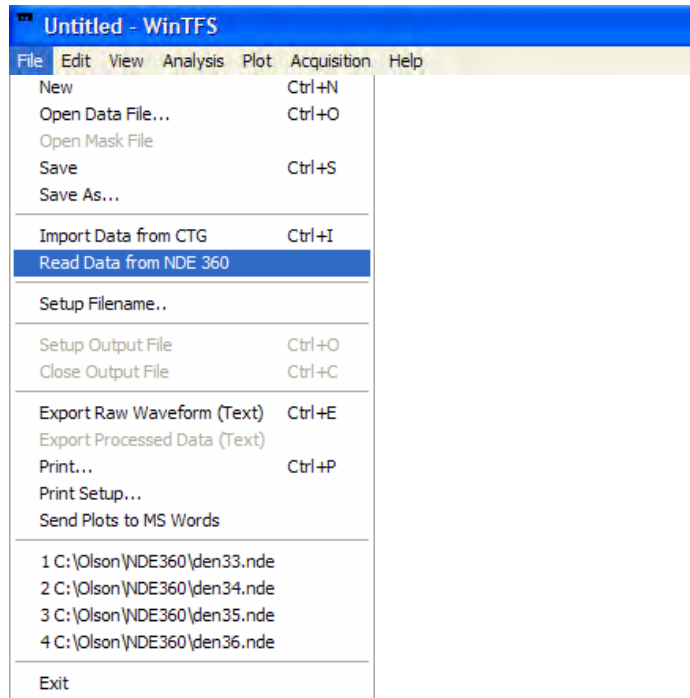 Untitled - WinTFS
File Edit View Analysis Plot Acquisition Help
New Ctrl+N
Open Data File... Ctrl+O
Open Mask File
Save Ctrl+S
Save As...
Import Data from CTG Ctrl+I
Read Data from NDE 360
Setup Filename..
Setup Output File Ctrl+O
Close Output File Ctrl+C
Export Raw Waveform (Text) Ctrl+E
Export Processed Data (Text)
Print... Ctrl+P
Print Setup...
Send Plots to MS Words
1 C:\Olson\NDE360\den33.nde
2 C:\Olson\NDE360\den34.nde
3 C:\Olson\NDE360\den35.nde
4 C:\Olson\NDE360\den36.nde
Exit